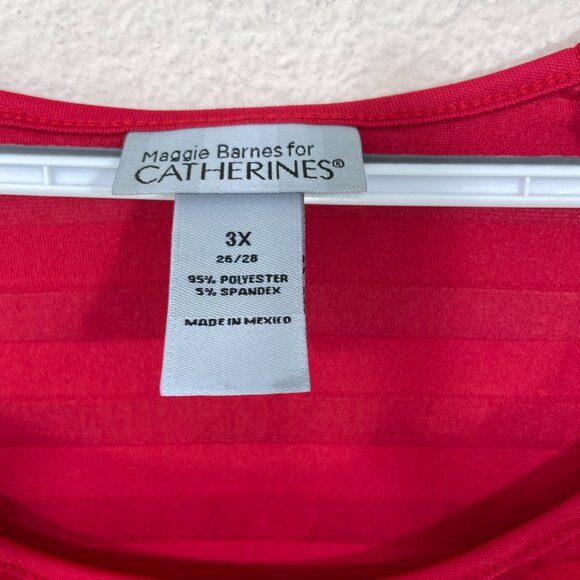 Maggie Barnes for
CATHERINES®
3X
26/28
95% POLYESTER
5% SPANDEX
MADE IN MEXICO